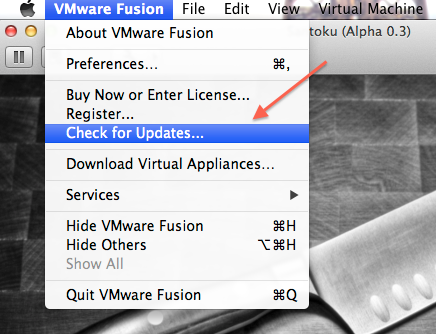 VMware Fusion File Edit View Virtual Machine
toku (Alpha 0.3)
About VMware Fusion
Preferences... ⌘,
Buy Now or Enter License...
Register...
Check for Updates...
Download Virtual Appliances...
Services ▶
Hide VMware Fusion ⌘H
Hide Others ⌥⌘H
Show All
Quit VMware Fusion ⌘Q